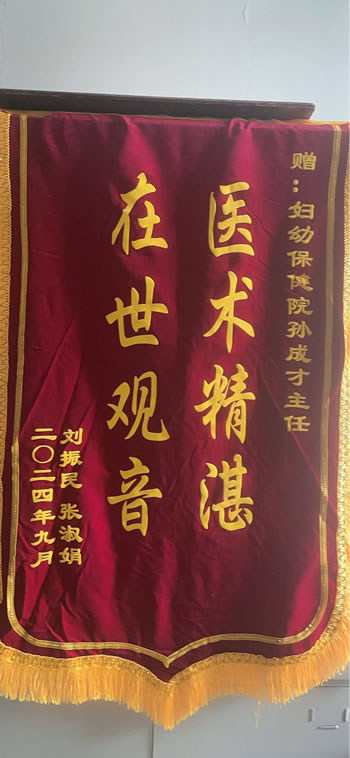 赠：妇幼保健院孙成才主任
医术精湛
在世观音
刘振民 张淑娟
二〇二四年九月